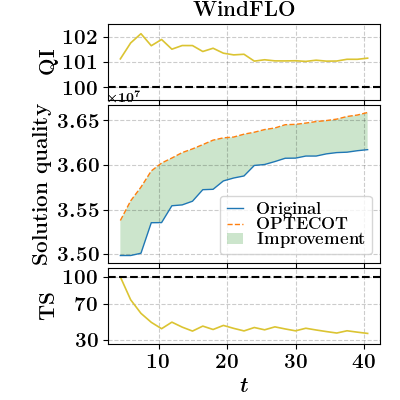 WindFLO
QI
102
101
100
×10⁷
Solution quality
3.65
3.60
3.55
3.50
Original
OPTECOT
Improvement
TS
100
70
30
10
20
30
40
t